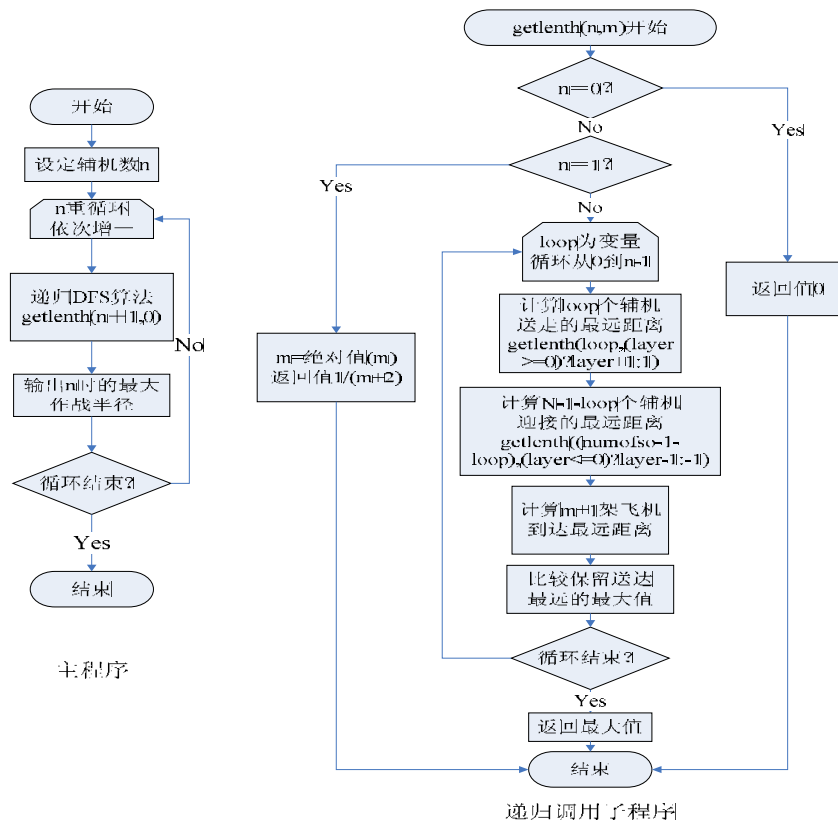 开始
设定辅机数n
n重循环
依次增一
递归DFS算法
getlenth(n+1,0)
输出n时的最大
作战半径
循环结束?
No
Yes
结束
主程序
getlenth(n,m)开始
n==0?
Yes
No
n==1?
Yes
No
loop为变量
循环从0到n-1
返回值0
计算loop个辅机
送走的最远距离
getlenth(loop,(layer
>=0)?layer+1:1)
m=绝对值(m)
返回值1/(m+2)
计算N-1-loop个辅机
迎接的最远距离
getlenth((numofso-1-
loop),(layer<=0)?layer-1:-1)
计算m+1架飞机
到达最远距离
比较保留送达
最远的最大值
循环结束?
Yes
返回最大值
结束
递归调用子程序